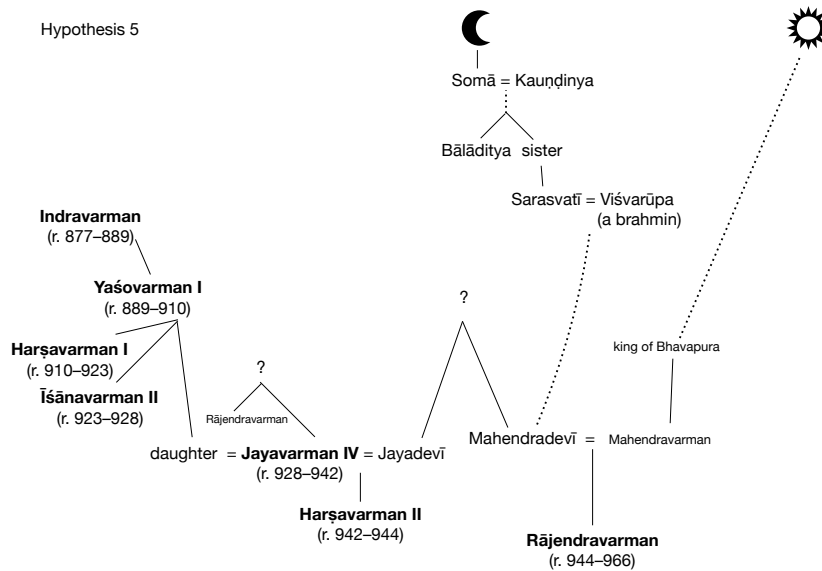 Hypothesis 5
Somā = Kauṇḍinya
Bālāditya sister
Sarasvatī = Viśvarūpa
(a brahmin)
Indravarman
(r. 877–889)
Yaśovarman I
(r. 889–910)
?
Harṣavarman I
(r. 910–923)
king of Bhavapura
?
Īśānavarman II
(r. 923–928)
Rājendravarman
daughter = Jayavarman IV = Jayadevī
(r. 928–942)
Mahendradevī = Mahendravarman
Harṣavarman II
(r. 942–944)
Rājendravarman
(r. 944–966)